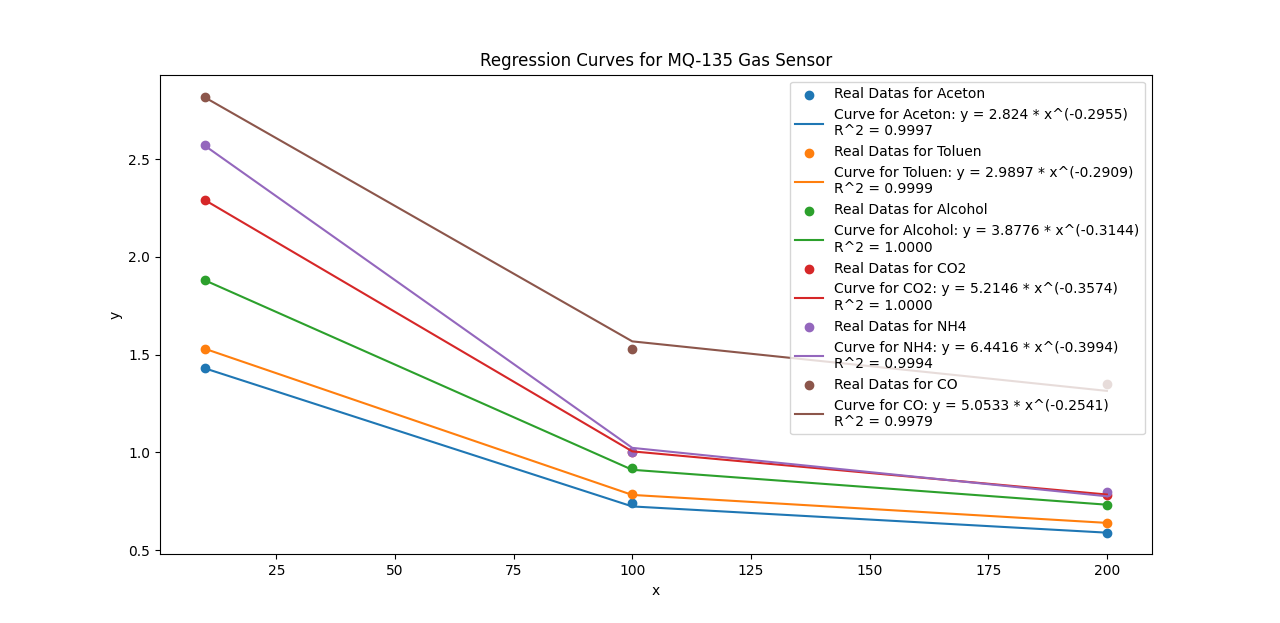 Regression Curves for MQ-135 Gas Sensor
y
2.5
2.0
1.5
1.0
0.5
25
50
75
100
125
150
175
200
x
Real Datas for Aceton
Curve for Aceton: y = 2.824 * x^(-0.2955)
R^2 = 0.9997
Real Datas for Toluen
Curve for Toluen: y = 2.9897 * x^(-0.2909)
R^2 = 0.9999
Real Datas for Alcohol
Curve for Alcohol: y = 3.8776 * x^(-0.3144)
R^2 = 1.0000
Real Datas for CO2
Curve for CO2: y = 5.2146 * x^(-0.3574)
R^2 = 1.0000
Real Datas for NH4
Curve for NH4: y = 6.4416 * x^(-0.3994)
R^2 = 0.9994
Real Datas for CO
Curve for CO: y = 5.0533 * x^(-0.2541)
R^2 = 0.9979